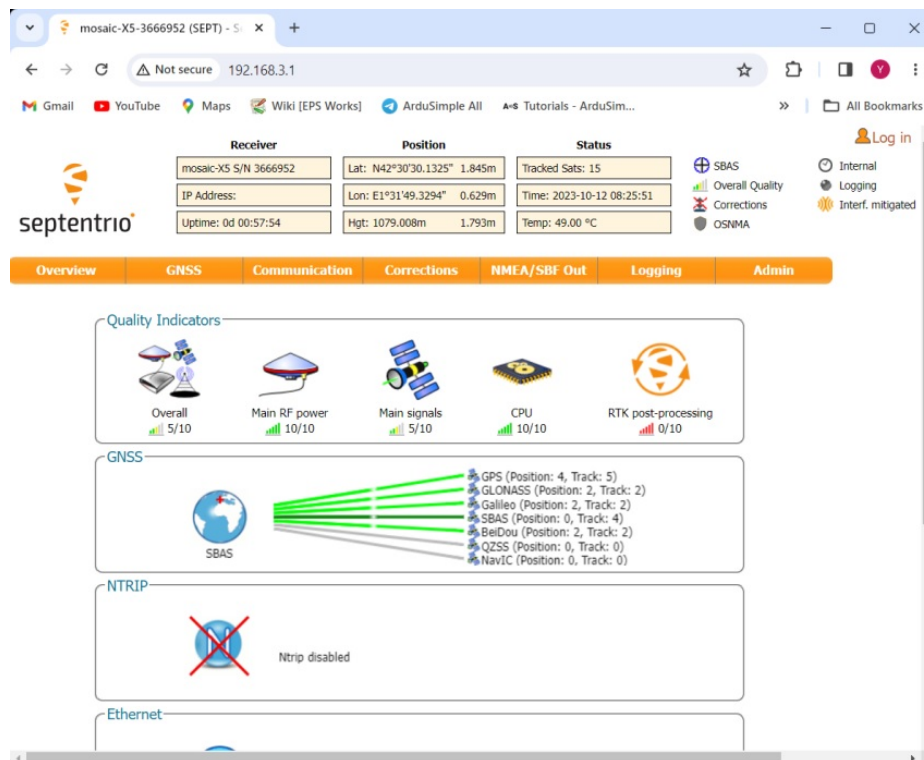 mosaic-X5-3666952 (SEPT) - S
Not secure 192.168.3.1
Y
Gmail YouTube Maps Wiki [EPS Works] ArduSimple All A+S Tutorials - ArduSim... » All Bookmarks
Log in
Receiver Position Status
mosaic-X5 S/N 3666952 Lat: N42°30'30.1325" 1.845m Tracked Sats: 15 SBAS Internal
IP Address: Lon: E1°31'49.3294" 0.629m Time: 2023-10-12 08:25:51 Overall Quality Logging
Corrections Interf. mitigated
Uptime: 0d 00:57:54 Hgt: 1079.008m 1.793m Temp: 49.00 °C OSNMA
septentrio
Overview GNSS Communication Corrections NMEA/SBF Out Logging Admin
Quality Indicators
Overall Main RF power Main signals CPU RTK post-processing
5/10 10/10 5/10 10/10 0/10
GNSS
GPS (Position: 4, Track: 5)
GLONASS (Position: 2, Track: 2)
Galileo (Position: 2, Track: 2)
SBAS (Position: 0, Track: 4)
BeiDou (Position: 2, Track: 2)
QZSS (Position: 0, Track: 0)
NavIC (Position: 0, Track: 0)
SBAS
NTRIP
N
Ntrip disabled
Ethernet